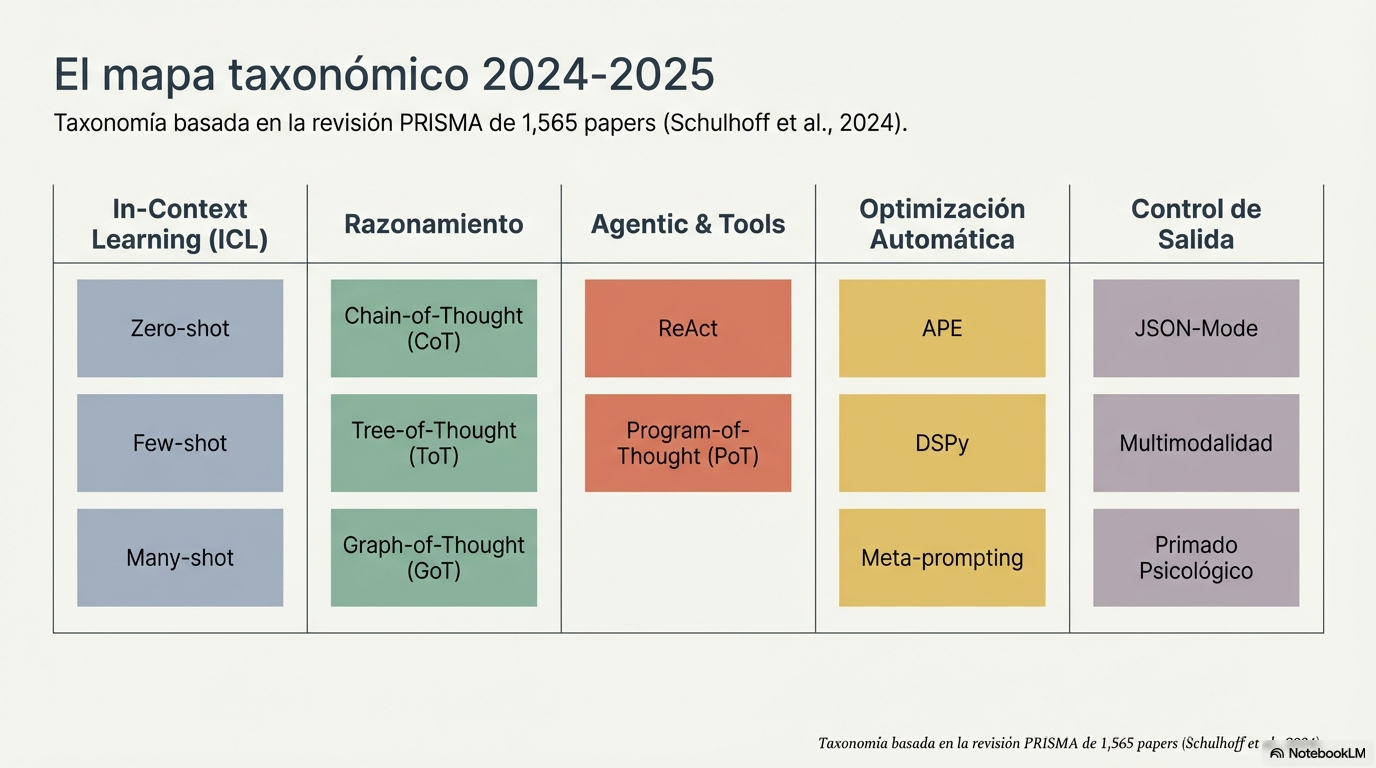 El mapa taxonómico 2024-2025
Taxonomía basada en la revisión PRISMA de 1,565 papers (Schulhoff et al., 2024).
In-Context
Learning (ICL)
Razonamiento
Agentic & Tools
Optimización
Automática
Control de
Salida
Zero-shot
Chain-of-Thought
(CoT)
ReAct
APE
JSON-Mode
Few-shot
Tree-of-Thought
(ToT)
Program-of-
Thought (PoT)
DSPy
Multimodalidad
Many-shot
Graph-of-Thought
(GoT)
Meta-prompting
Primado
Psicológico
Taxonomía basada en la revisión PRISMA de 1,565 papers (Schulhoff et
NotebookLM